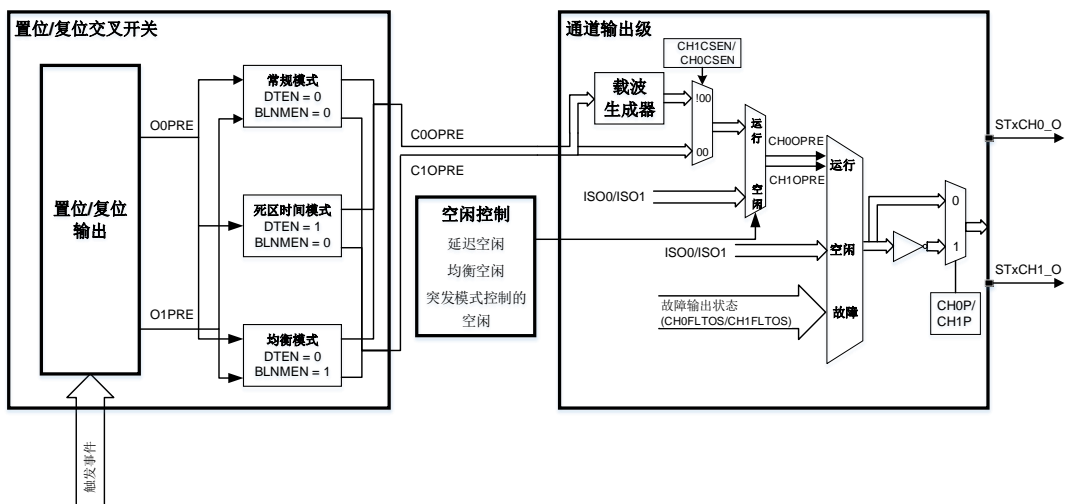 置位/复位交叉开关
置位/复位
输出
O0PRE
O1PRE
常规模式
DTEN = 0
BLNMEN = 0
死区时间模式
DTEN = 1
BLNMEN = 0
均衡模式
DTEN = 0
BLNMEN = 1
触发事件
C0OPRE
C1OPRE
空闲控制
延迟空闲
均衡空闲
突发模式控制的
空闲
通道输出级
CH1CSEN/
CH0CSEN
载波
生成器
!00
00
运行
空闲
ISO0/ISO1
CH0OPRE
CH1OPRE
运行
空闲
故障
ISO0/ISO1
故障输出状态
(CH0FLTOS/CH1FLTOS)
0
1
CH0P/
CH1P
STxCH0_O
STxCH1_O